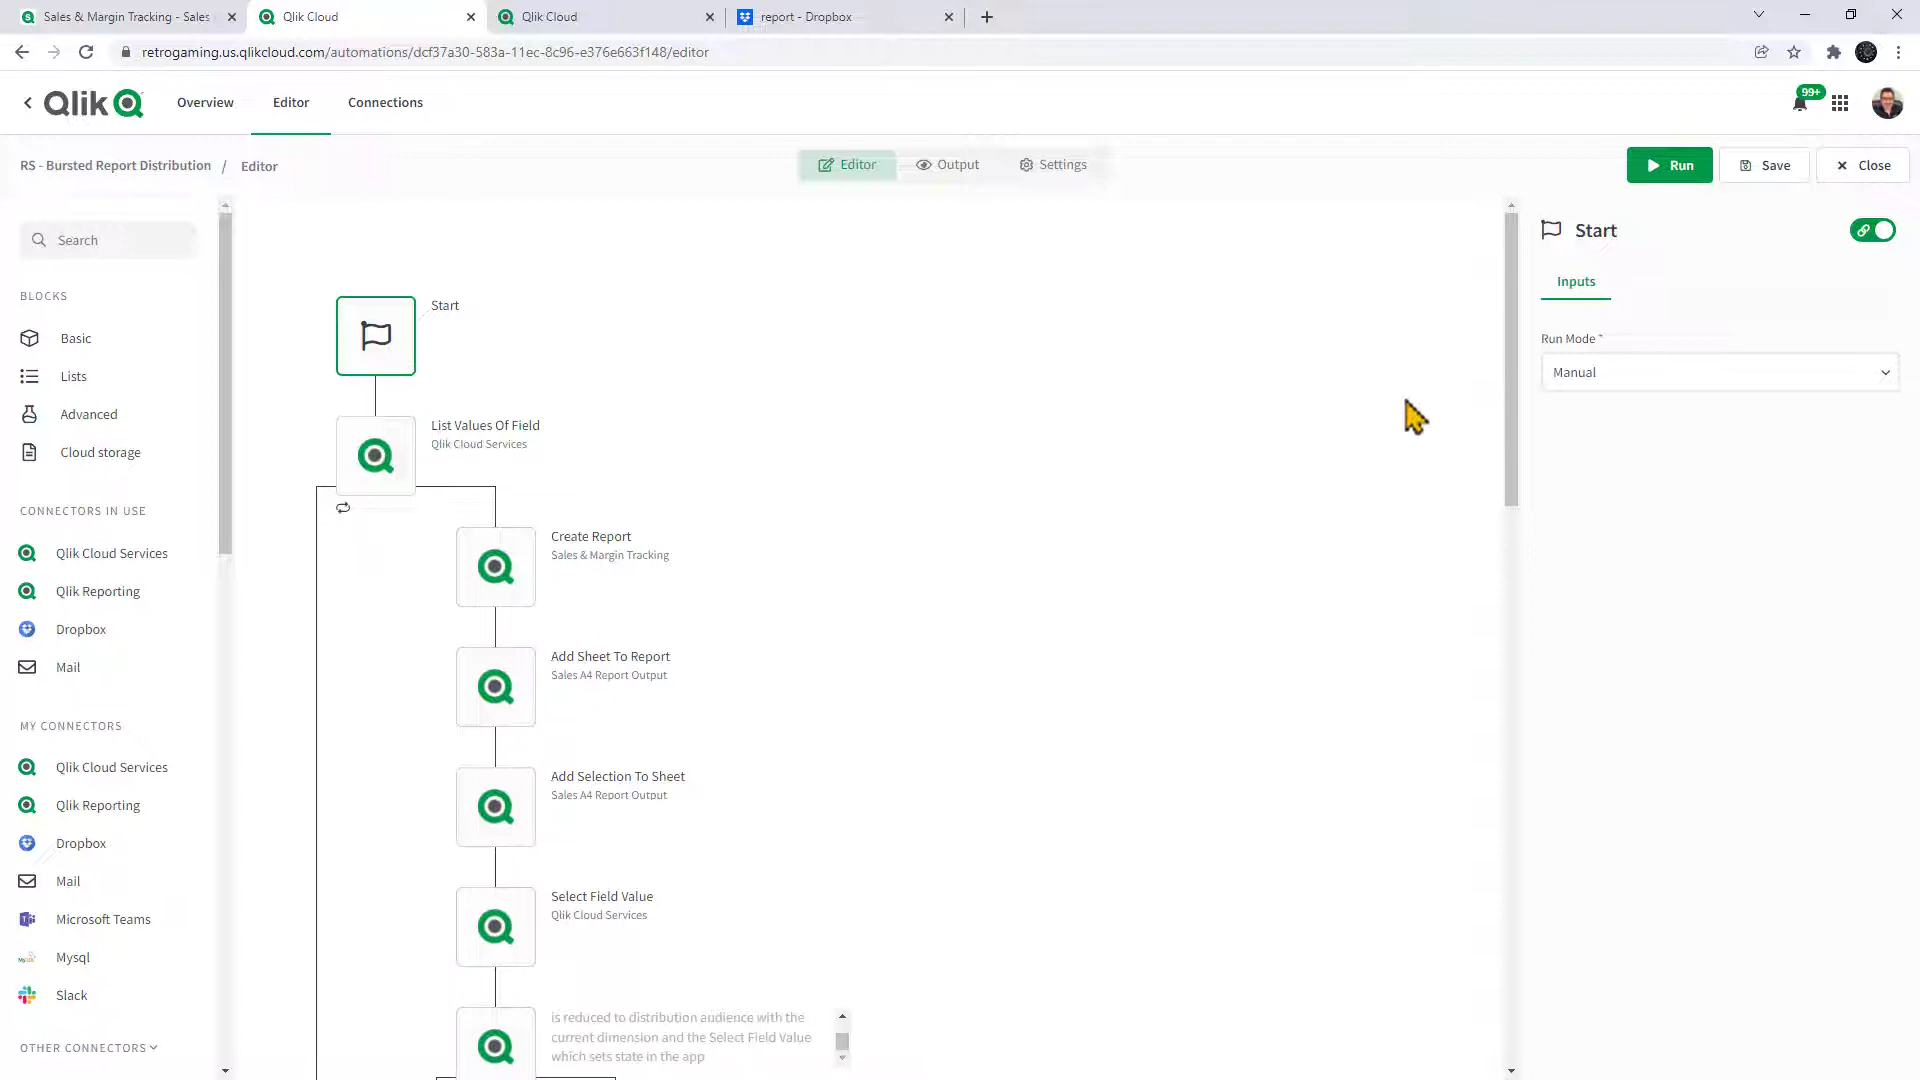 Sales & Margin Tracking - Sales
Qlik Cloud
Qlik Cloud
report - Dropbox
retrogaming.us.qlikcloud.com/automations/dcf37a30-583a-11ec-8c96-e376e663f148/editor
Qlik
Overview
Editor
Connections
99+
RS - Bursted Report Distribution / Editor
Editor
Output
Settings
Run
Save
Close
Search
BLOCKS
Basic
Lists
Advanced
Cloud storage
CONNECTORS IN USE
Qlik Cloud Services
Qlik Reporting
Dropbox
Mail
MY CONNECTORS
Qlik Cloud Services
Qlik Reporting
Dropbox
Mail
Microsoft Teams
Mysql
Slack
OTHER CONNECTORS
Start
List Values Of Field
Qlik Cloud Services
Create Report
Sales & Margin Tracking
Add Sheet To Report
Sales A4 Report Output
Add Selection To Sheet
Sales A4 Report Output
Select Field Value
Qlik Cloud Services
is reduced to distribution audience with the
current dimension and the Select Field Value
which sets state in the app
Start
Inputs
Run Mode *
Manual